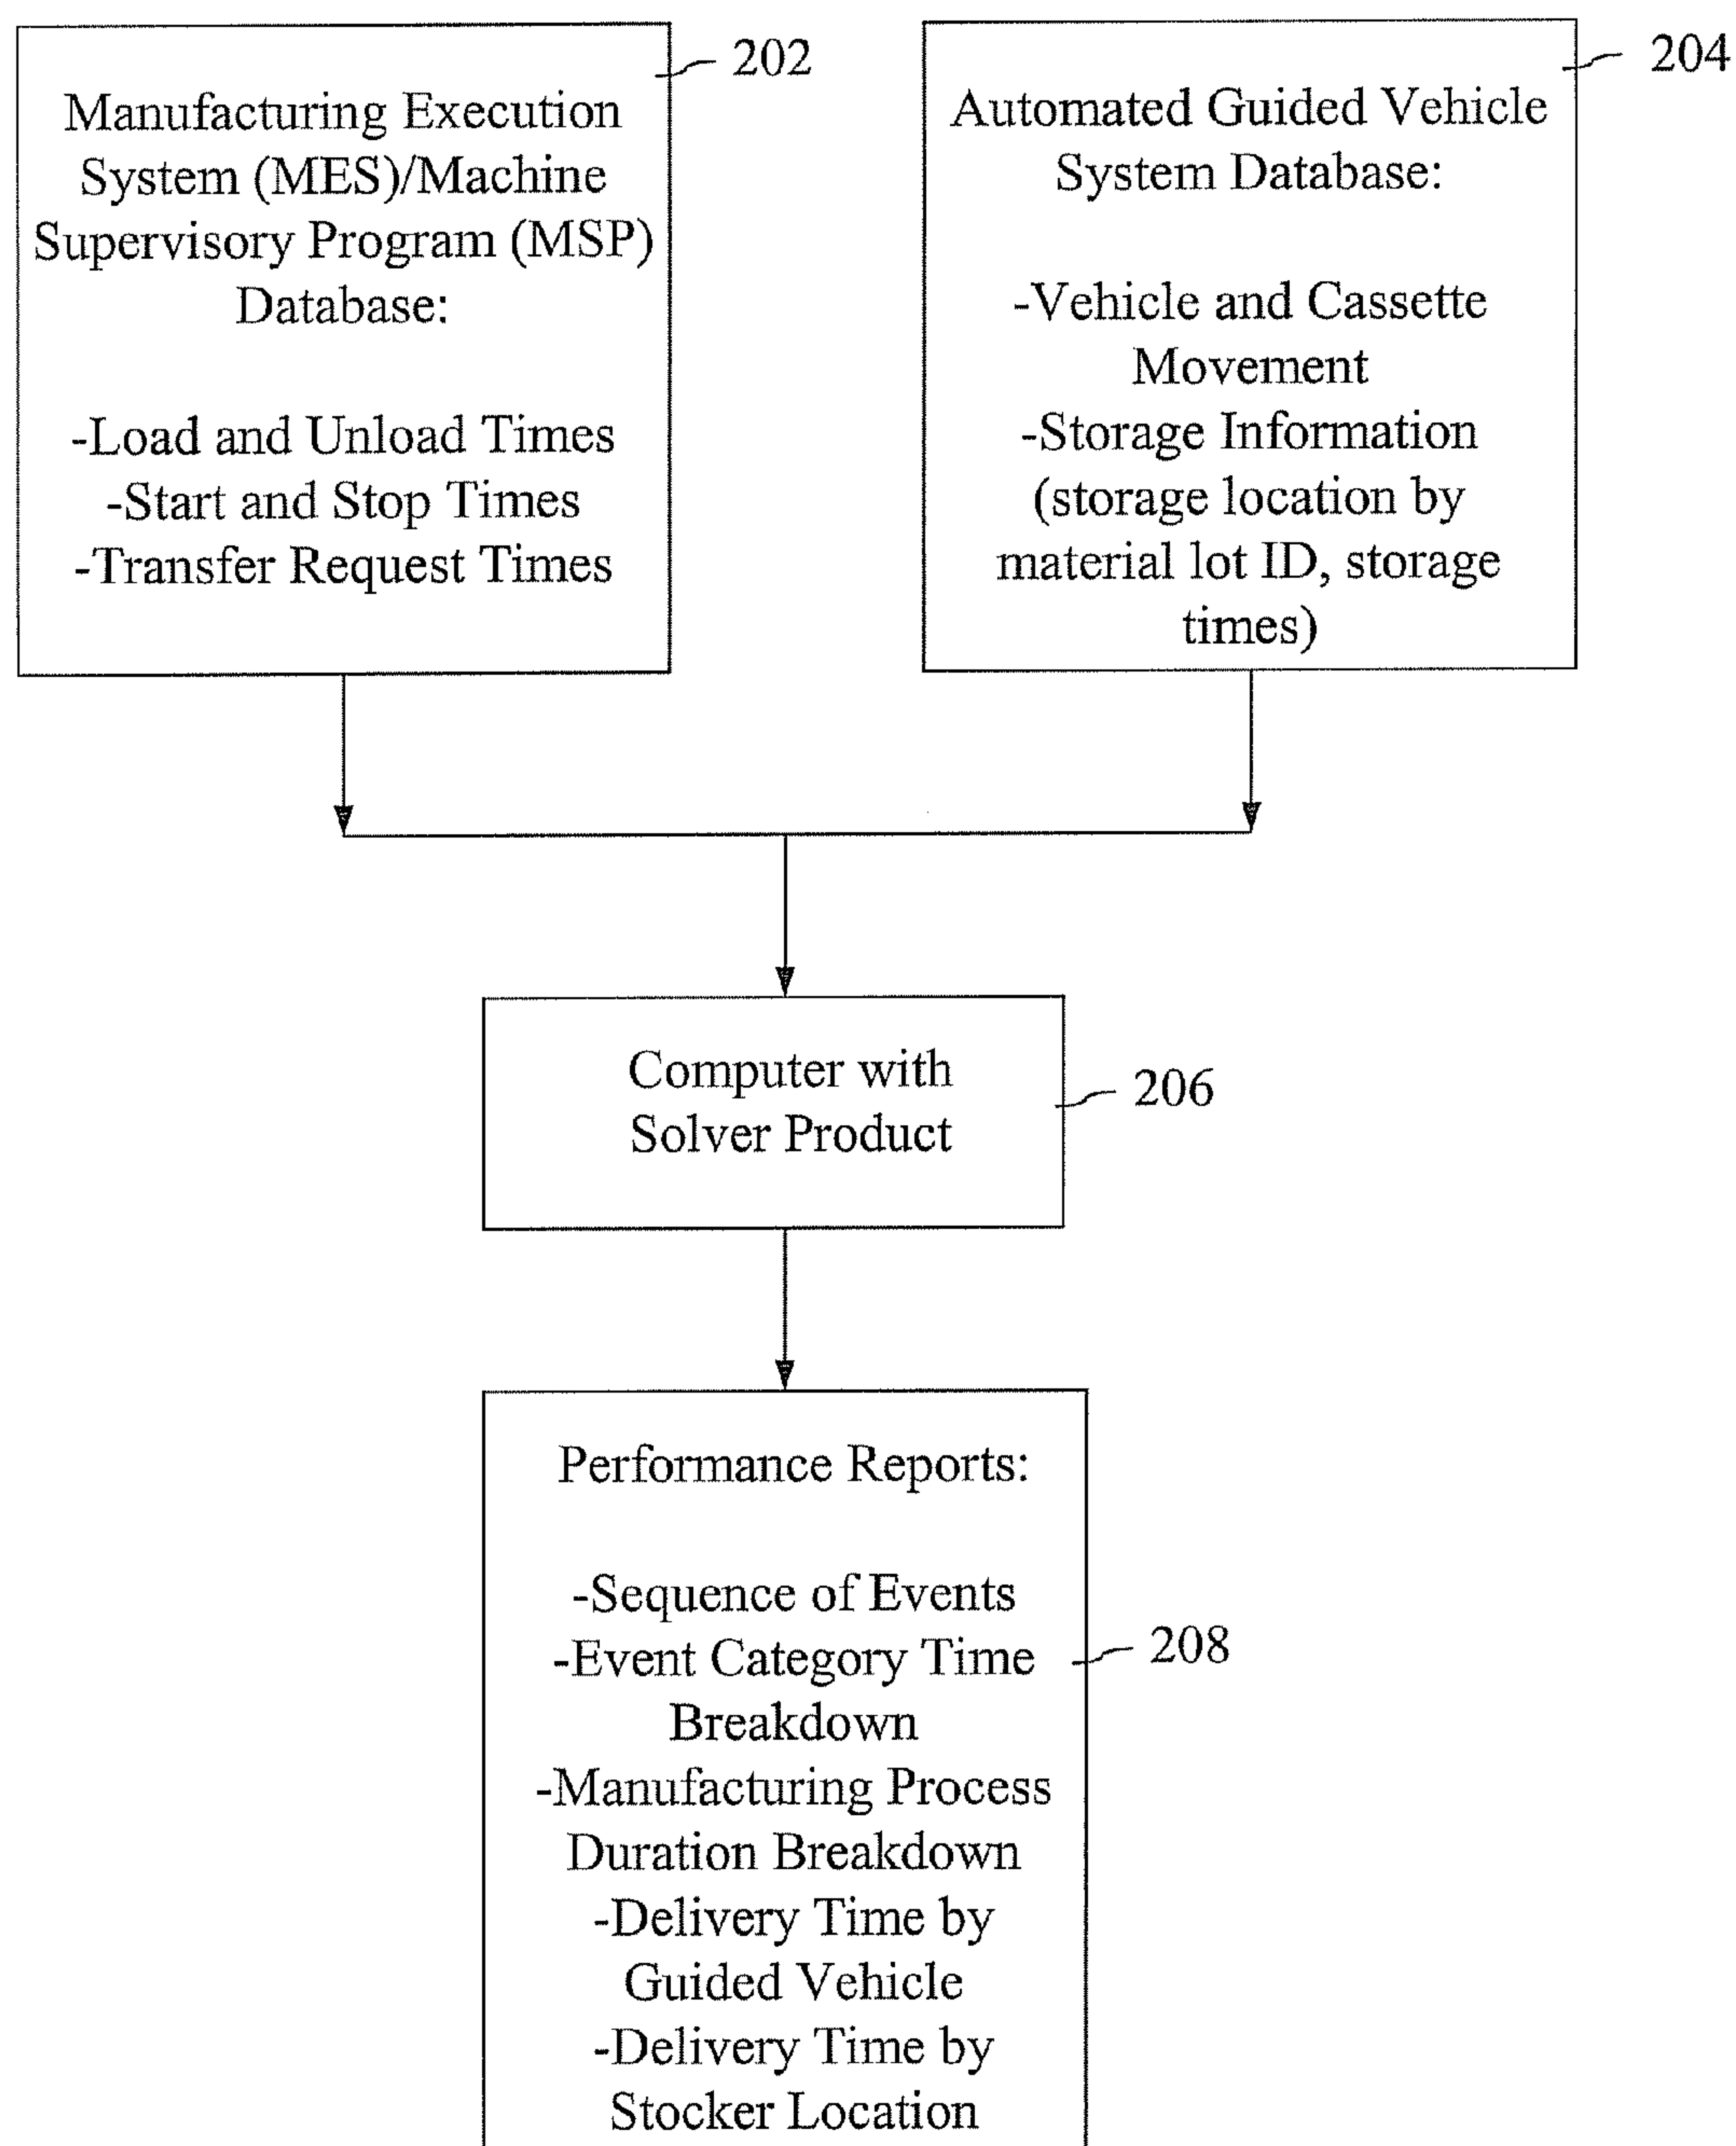 202
Manufacturing Execution
System (MES)/Machine
Supervisory Program (MSP)
Database:
-Load and Unload Times
-Start and Stop Times
-Transfer Request Times
204
Automated Guided Vehicle
System Database:
-Vehicle and Cassette
Movement
-Storage Information
(storage location by
material lot ID, storage
times)
Computer with
Solver Product
206
Performance Reports:
-Sequence of Events
-Event Category Time
Breakdown
-Manufacturing Process
Duration Breakdown
-Delivery Time by
Guided Vehicle
-Delivery Time by
Stocker Location
208